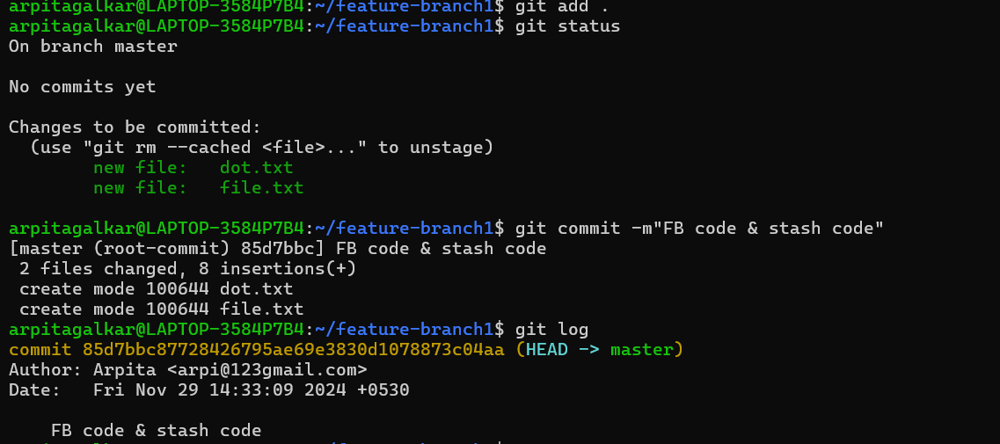 arpitagalkar@LAPTOP-3584P7B4:~/feature-branch1$ git add .
arpitagalkar@LAPTOP-3584P7B4:~/feature-branch1$ git status
On branch master
No commits yet
Changes to be committed:
  (use "git rm --cached <file>..." to unstage)
        new file:   dot.txt
        new file:   file.txt
arpitagalkar@LAPTOP-3584P7B4:~/feature-branch1$ git commit -m"FB code & stash code"
[master (root-commit) 85d7bbc] FB code & stash code
 2 files changed, 8 insertions(+)
 create mode 100644 dot.txt
 create mode 100644 file.txt
arpitagalkar@LAPTOP-3584P7B4:~/feature-branch1$ git log
commit 85d7bbc87728426795ae69e3830d1078873c04aa (HEAD -> master)
Author: Arpita <arpi@123gmail.com>
Date:   Fri Nov 29 14:33:09 2024 +0530
    FB code & stash code